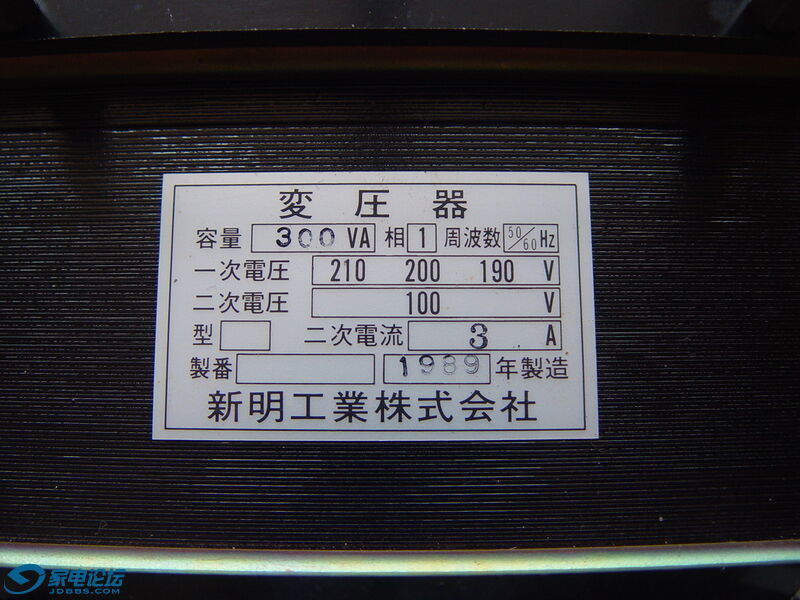 変圧器
容量 300 VA 相 1 周波数 50/60 Hz
一次電圧 210 200 190 V
二次電圧 100 V
型 二次電流 3 A
製番 1989 年製造
新明工業株式会社
家电论坛
JDBBS.COM